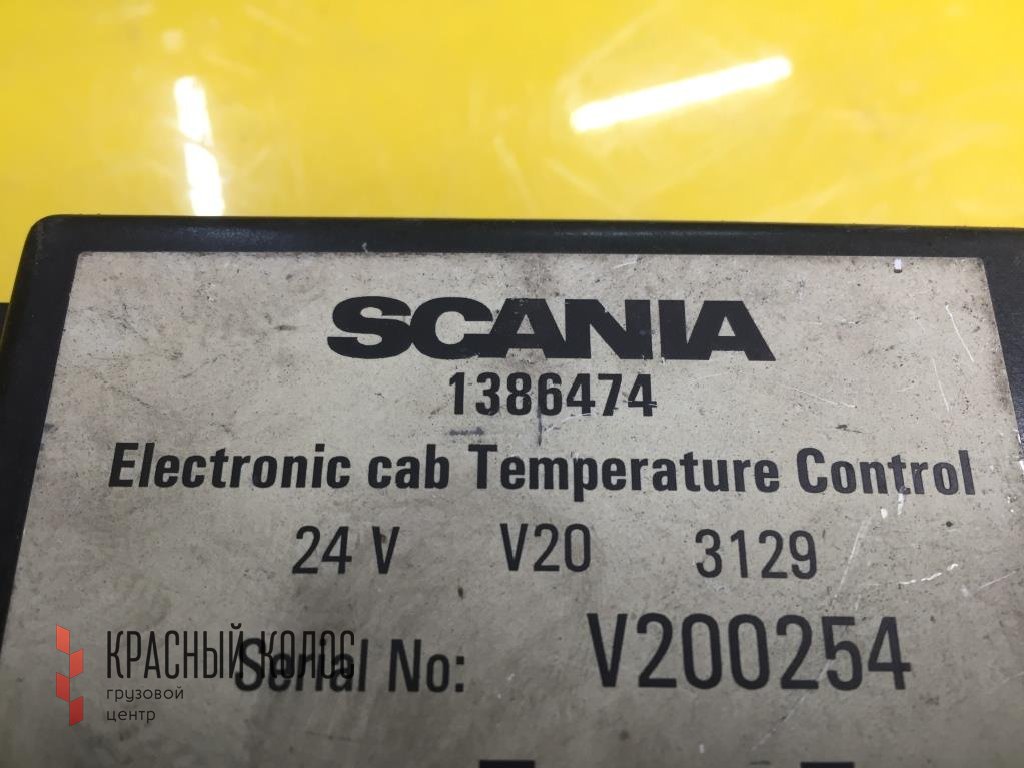 SCANIA
1386474
Electronic cab Temperature Control
24 V V20 3129
Serial No: V200254
КРАСНЫЙ КОЛОС
грузовой
центр